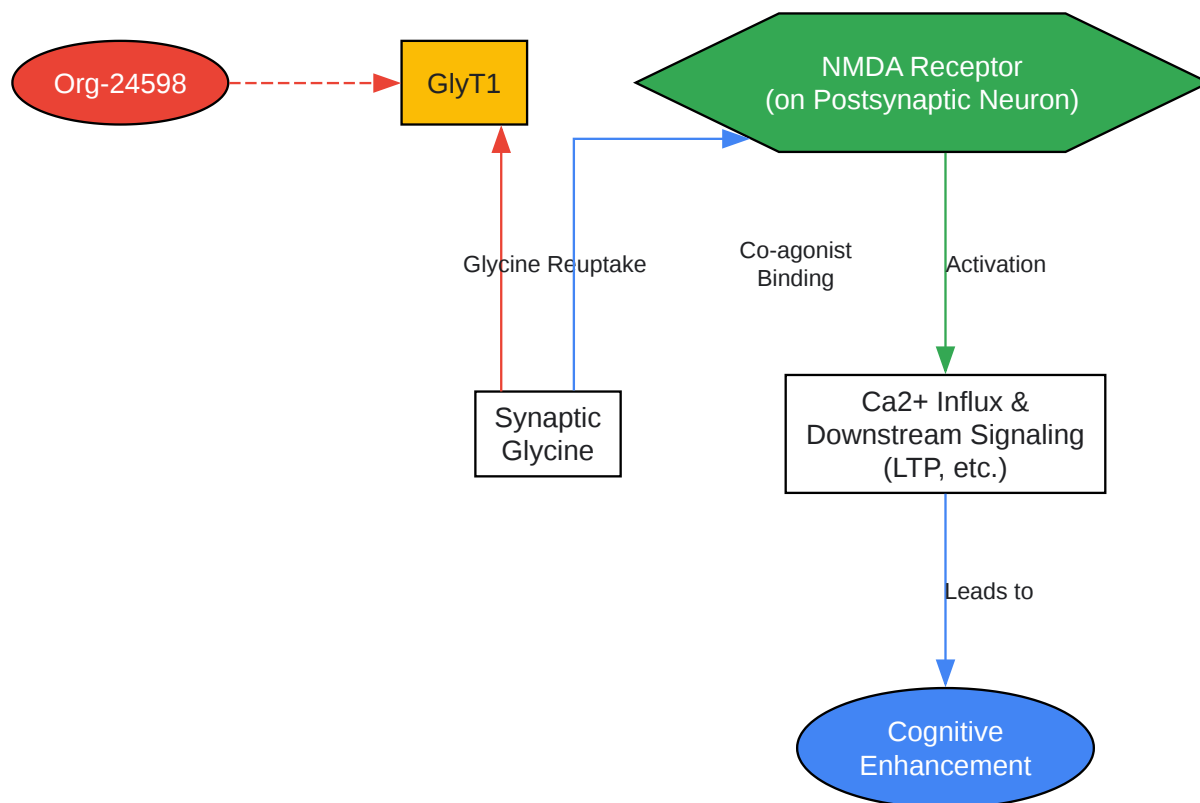 Org-24598
GlyT1
NMDA Receptor
(on Postsynaptic Neuron)
Glycine Reuptake
Co-agonist
Binding
Activation
Synaptic
Glycine
Ca2+ Influx &
Downstream Signaling
(LTP, etc.)
Leads to
Cognitive
Enhancement